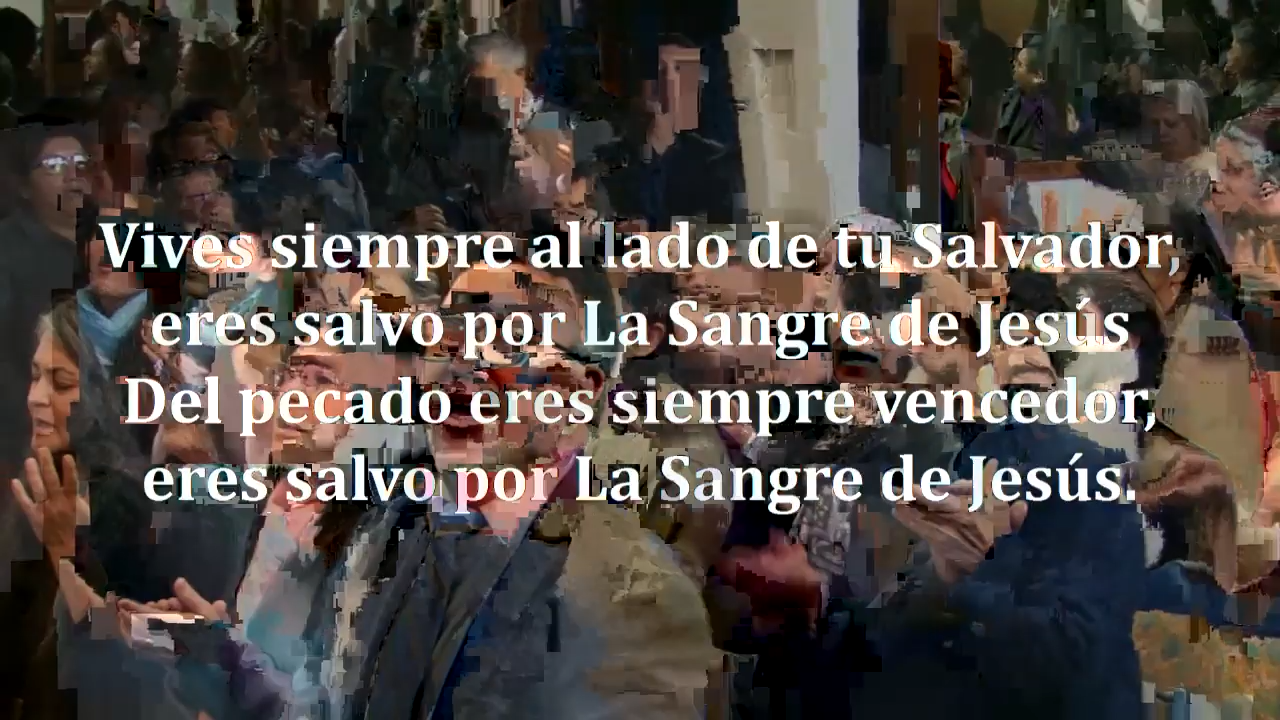 Vives siempre al lado de tu Salvador,
eres salvo por La Sangre de Jesús
Del pecado eres siempre vencedor,
eres salvo por La Sangre de Jesús.